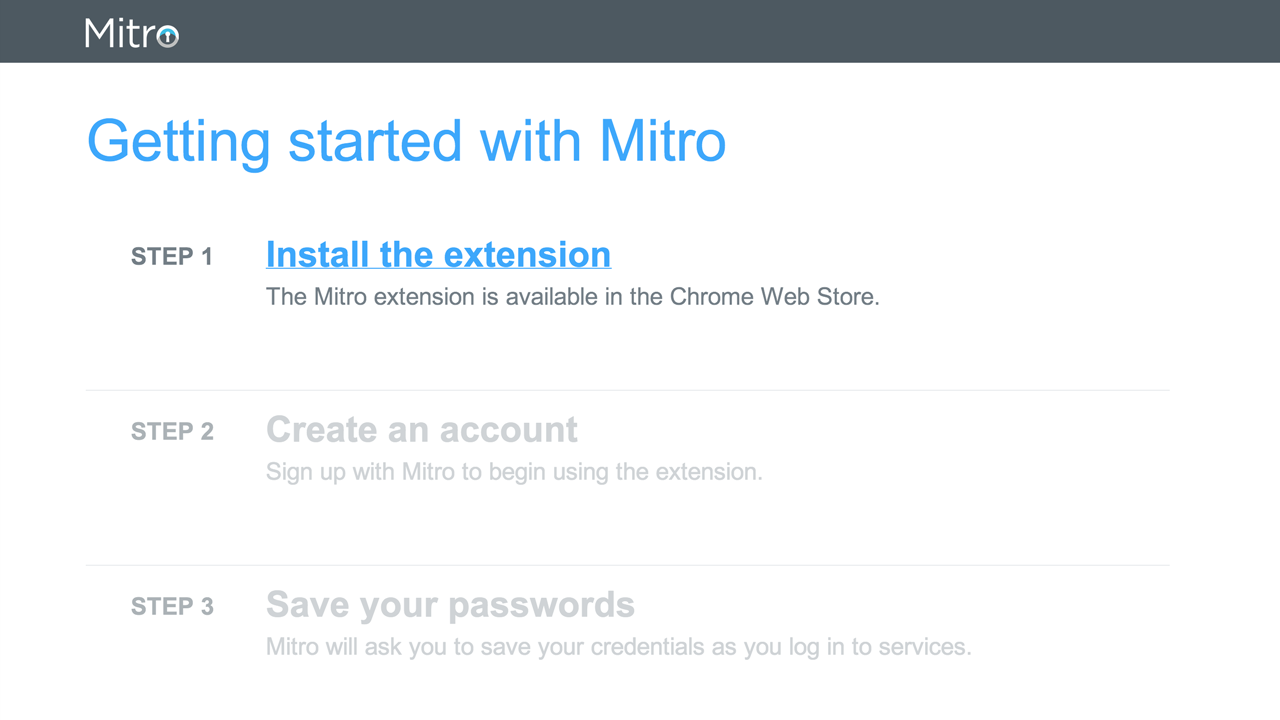 Mitro
Getting started with Mitro
STEP 1
Install the extension
The Mitro extension is available in the Chrome Web Store.
STEP 2
Create an account
Sign up with Mitro to begin using the extension.
STEP 3
Save your passwords
Mitro will ask you to save your credentials as you log in to services.